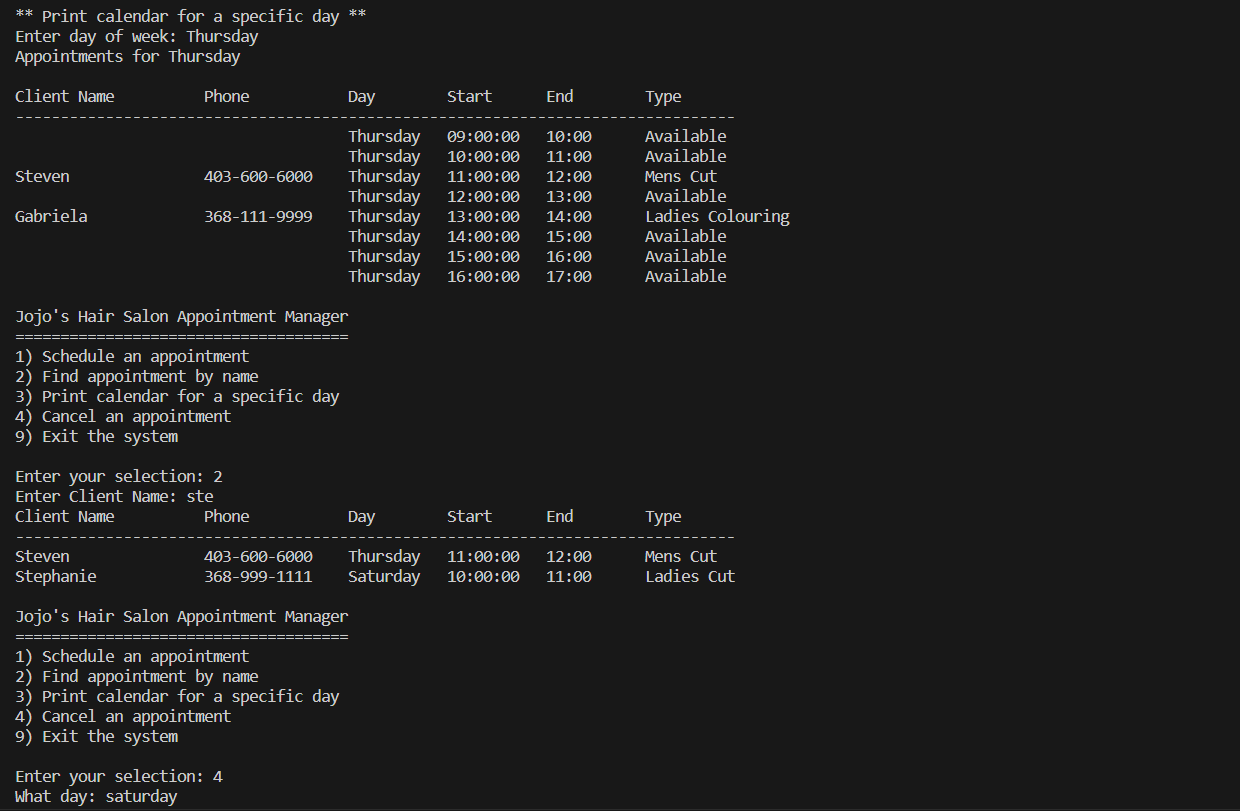 ** Print calendar for a specific day **
Enter day of week: Thursday
Appointments for Thursday
Client Name          Phone           Day        Start      End        Type
--------------------------------------------------------------------------------
                                     Thursday   09:00:00   10:00      Available
                                     Thursday   10:00:00   11:00      Available
Steven               403-600-6000    Thursday   11:00:00   12:00      Mens Cut
                                     Thursday   12:00:00   13:00      Available
Gabriela             368-111-9999    Thursday   13:00:00   14:00      Ladies Colouring
                                     Thursday   14:00:00   15:00      Available
                                     Thursday   15:00:00   16:00      Available
                                     Thursday   16:00:00   17:00      Available
Jojo's Hair Salon Appointment Manager
=====================================
1) Schedule an appointment
2) Find appointment by name
3) Print calendar for a specific day
4) Cancel an appointment
9) Exit the system
Enter your selection: 2
Enter Client Name: ste
Client Name          Phone           Day        Start      End        Type
--------------------------------------------------------------------------------
Steven               403-600-6000    Thursday   11:00:00   12:00      Mens Cut
Stephanie            368-999-1111    Saturday   10:00:00   11:00      Ladies Cut
Jojo's Hair Salon Appointment Manager
=====================================
1) Schedule an appointment
2) Find appointment by name
3) Print calendar for a specific day
4) Cancel an appointment
9) Exit the system
Enter your selection: 4
What day: saturday